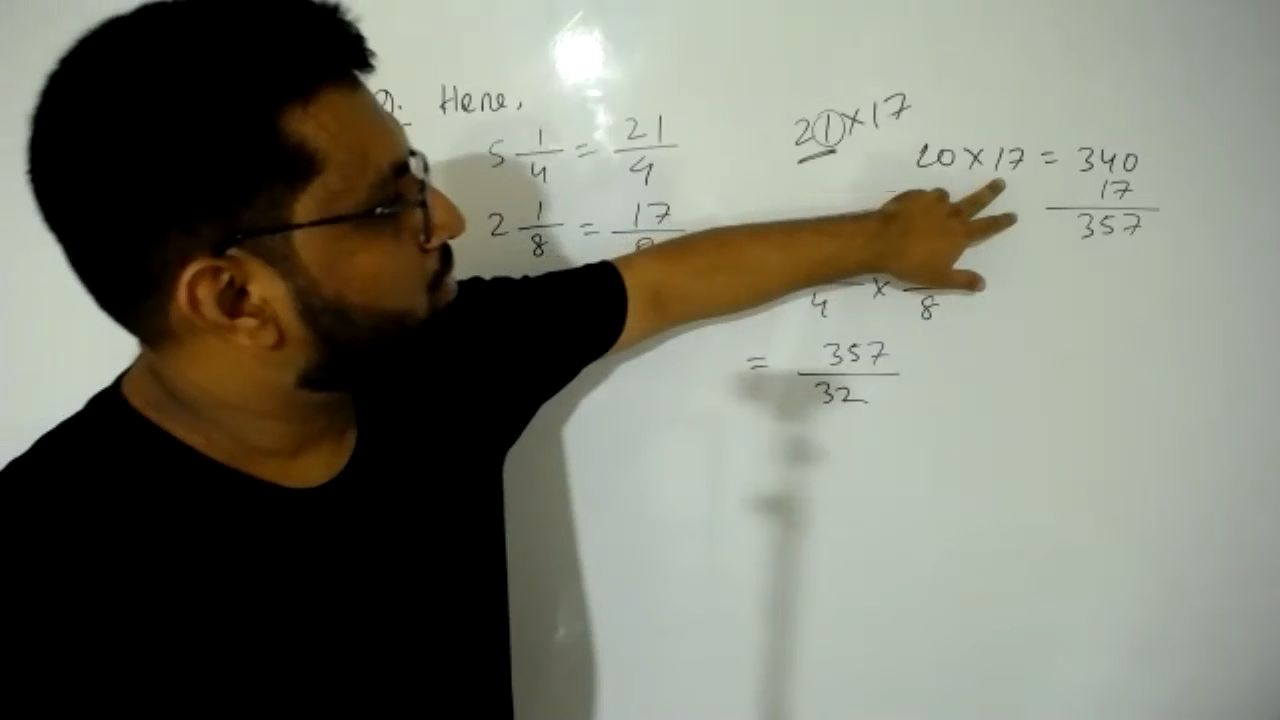 Here,
5 1/4 = 21/4
2 1/8 = 17/8
21 × 17
20 × 17 = 340
17
357
4 × 8
= 357/32